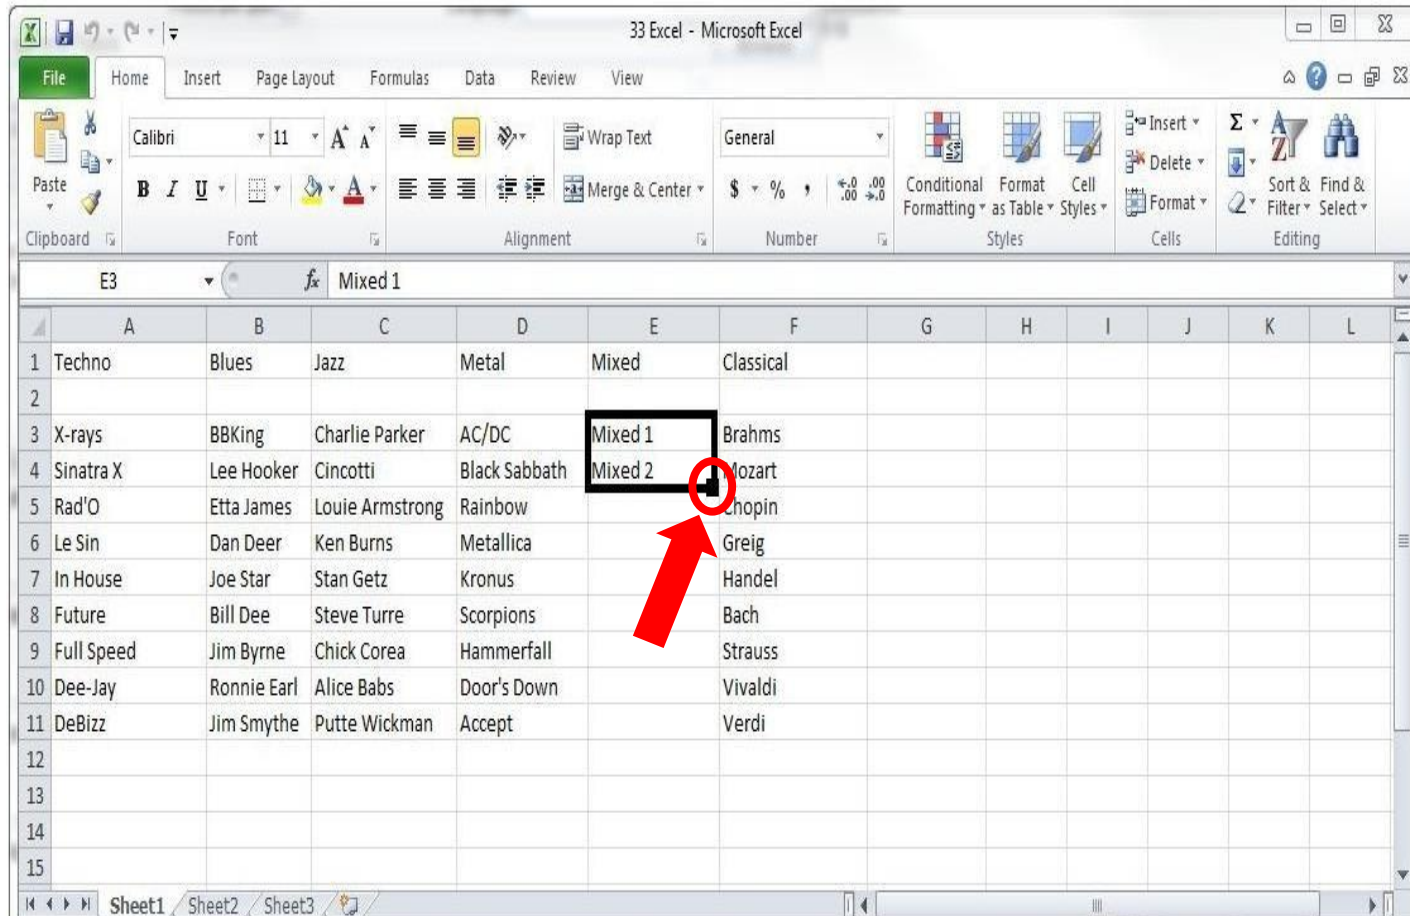 33 Excel - Microsoft Excel
File Home Insert Page Layout Formulas Data Review View
Calibri 11 A A Wrap Text General Insert Σ
Paste B I U A Merge & Center $ % , .0 .00 .00 .0 Conditional Formatting Format as Table Cell Styles Delete Format Sort & Filter Find & Select
Clipboard Font Alignment Number Styles Cells Editing
E3 fx Mixed 1
A B C D E F G H I J K L
1 Techno Blues Jazz Metal Mixed Classical
2
3 X-rays BBKing Charlie Parker AC/DC Mixed 1 Brahms
4 Sinatra X Lee Hooker Cincotti Black Sabbath Mixed 2 Mozart
5 Rad'O Etta James Louie Armstrong Rainbow Chopin
6 Le Sin Dan Deer Ken Burns Metallica Greig
7 In House Joe Star Stan Getz Kronus Handel
8 Future Bill Dee Steve Turre Scorpions Bach
9 Full Speed Jim Byrne Chick Corea Hammerfall Strauss
10 Dee-Jay Ronnie Earl Alice Babs Door's Down Vivaldi
11 DeBizz Jim Smythe Putte Wickman Accept Verdi
12
13
14
15
Sheet1 Sheet2 Sheet3